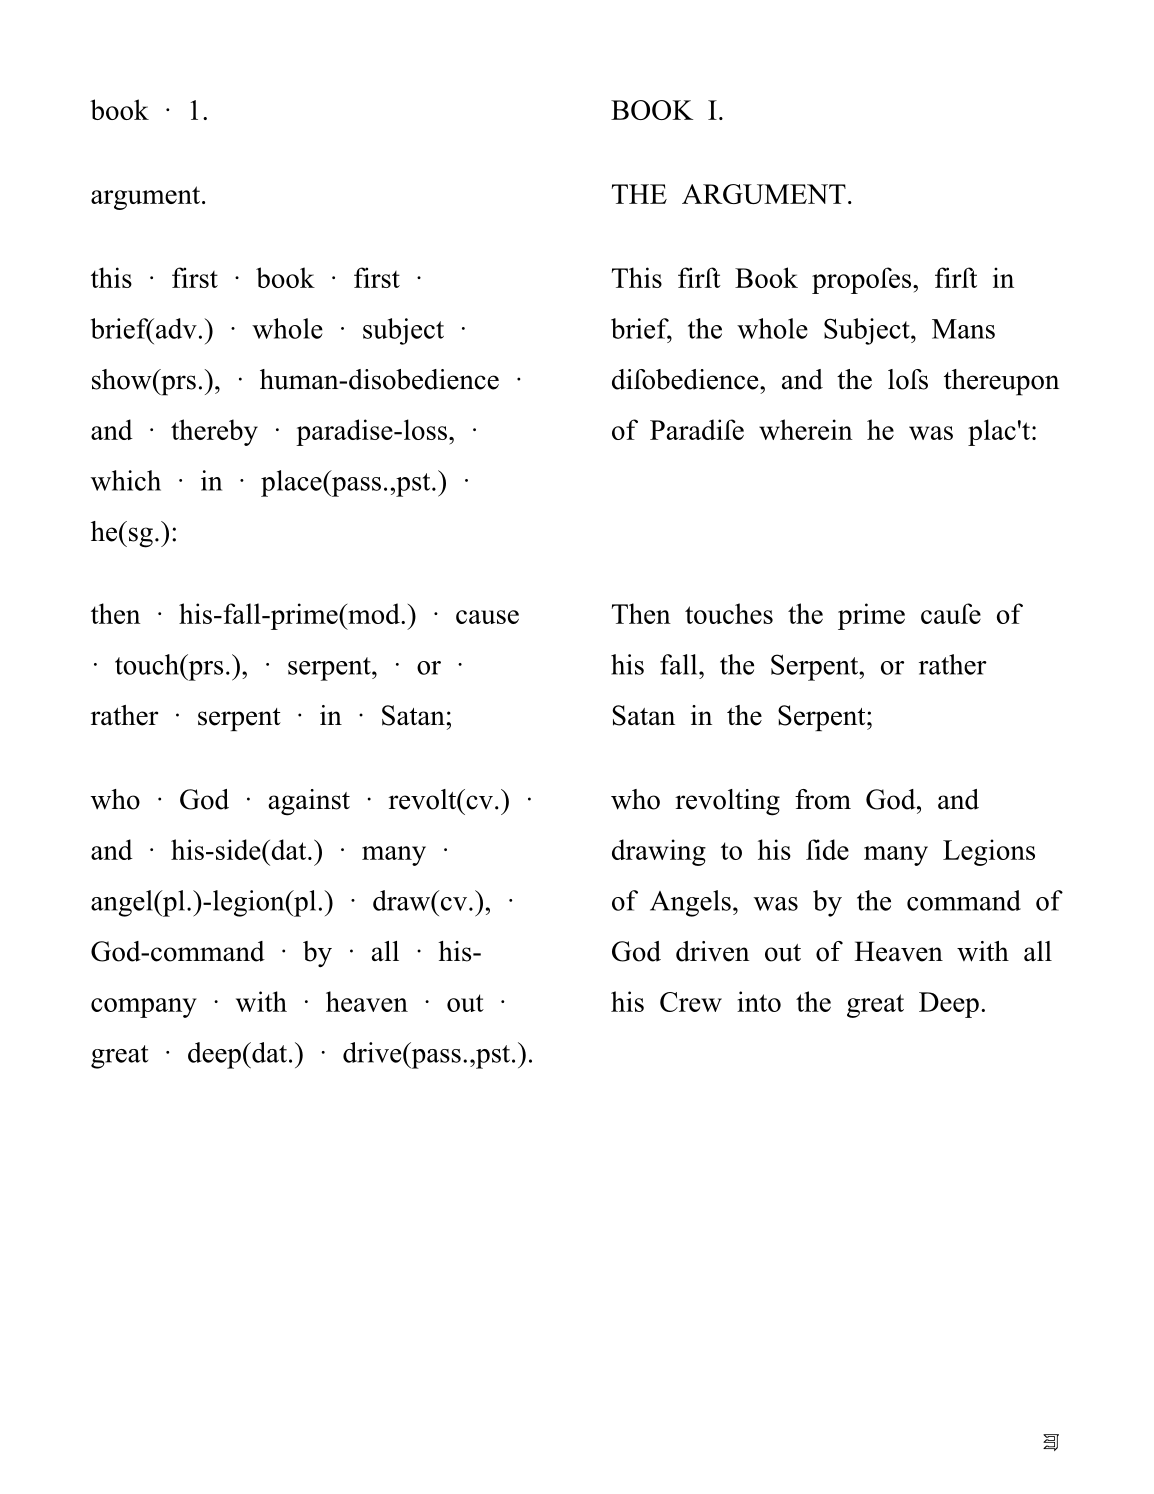 book · 1.
argument.
this · first · book · first ·
brief(adv.) · whole · subject ·
show(prs.), · human-disobedience ·
and · thereby · paradise-loss, ·
which · in · place(pass.,pst.) ·
he(sg.):
then · his-fall-prime(mod.) · cause
· touch(prs.), · serpent, · or ·
rather · serpent · in · Satan;
who · God · against · revolt(cv.) ·
and · his-side(dat.) · many ·
angel(pl.)-legion(pl.) · draw(cv.), ·
God-command · by · all · his-
company · with · heaven · out ·
great · deep(dat.) · drive(pass.,pst.).
BOOK I.
THE ARGUMENT.
This firſt Book propoſes, firſt in
brief, the whole Subject, Mans
diſobedience, and the loſs thereupon
of Paradiſe wherein he was plac't:
Then touches the prime cauſe of
his fall, the Serpent, or rather
Satan in the Serpent;
who revolting from God, and
drawing to his ſide many Legions
of Angels, was by the command of
God driven out of Heaven with all
his Crew into the great Deep.